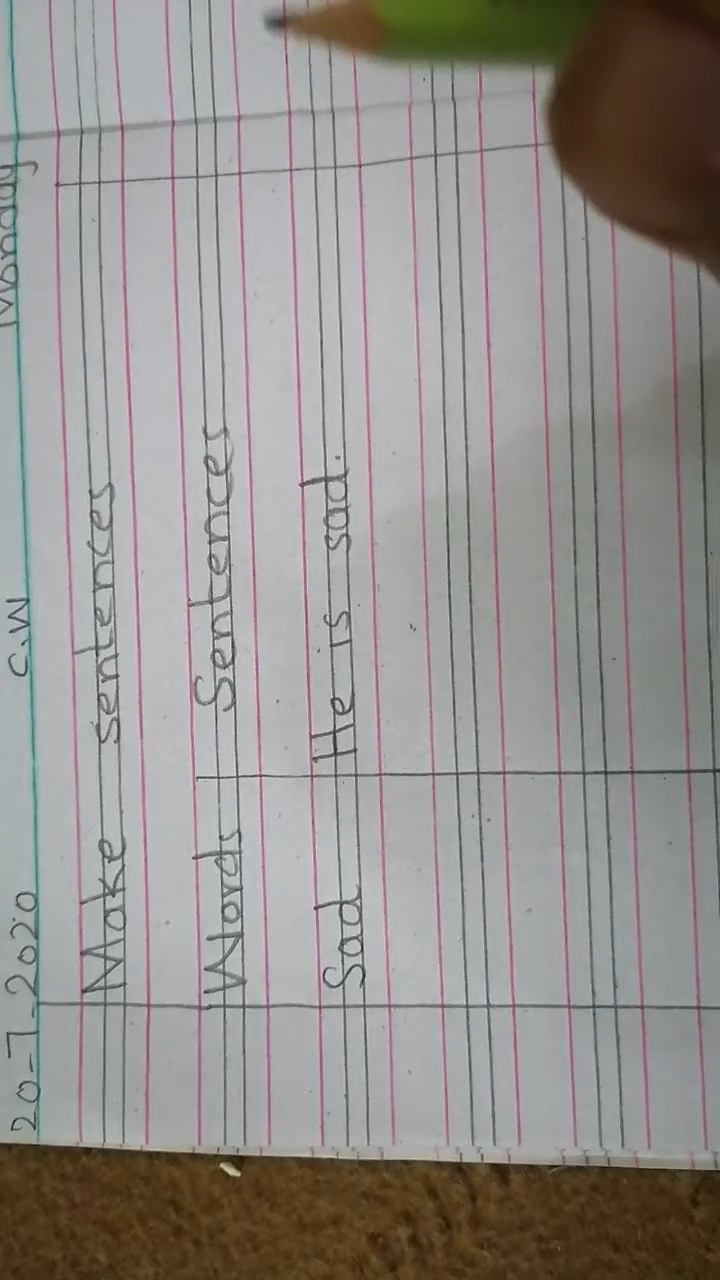 20-7-2020 C.W Monday
Make sentences
Words Sentences
Sad He is sad.